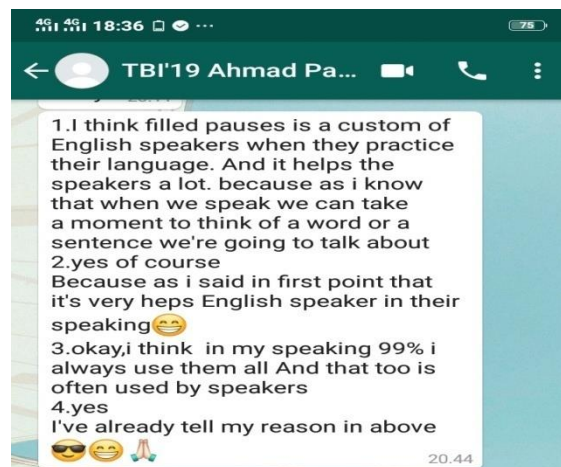 4G 4G 18:36 ...
75
TBI'19 Ahmad Pa...
1.I think filled pauses is a custom of
English speakers when they practice
their language. And it helps the
speakers a lot. because as i know
that when we speak we can take
a moment to think of a word or a
sentence we're going to talk about
2.yes of course
Because as i said in first point that
it's very heps English speaker in their
speaking😁
3.okay,i think in my speaking 99% i
always use them all And that too is
often used by speakers
4.yes
I've already tell my reason in above
😎😁🙏
20.44